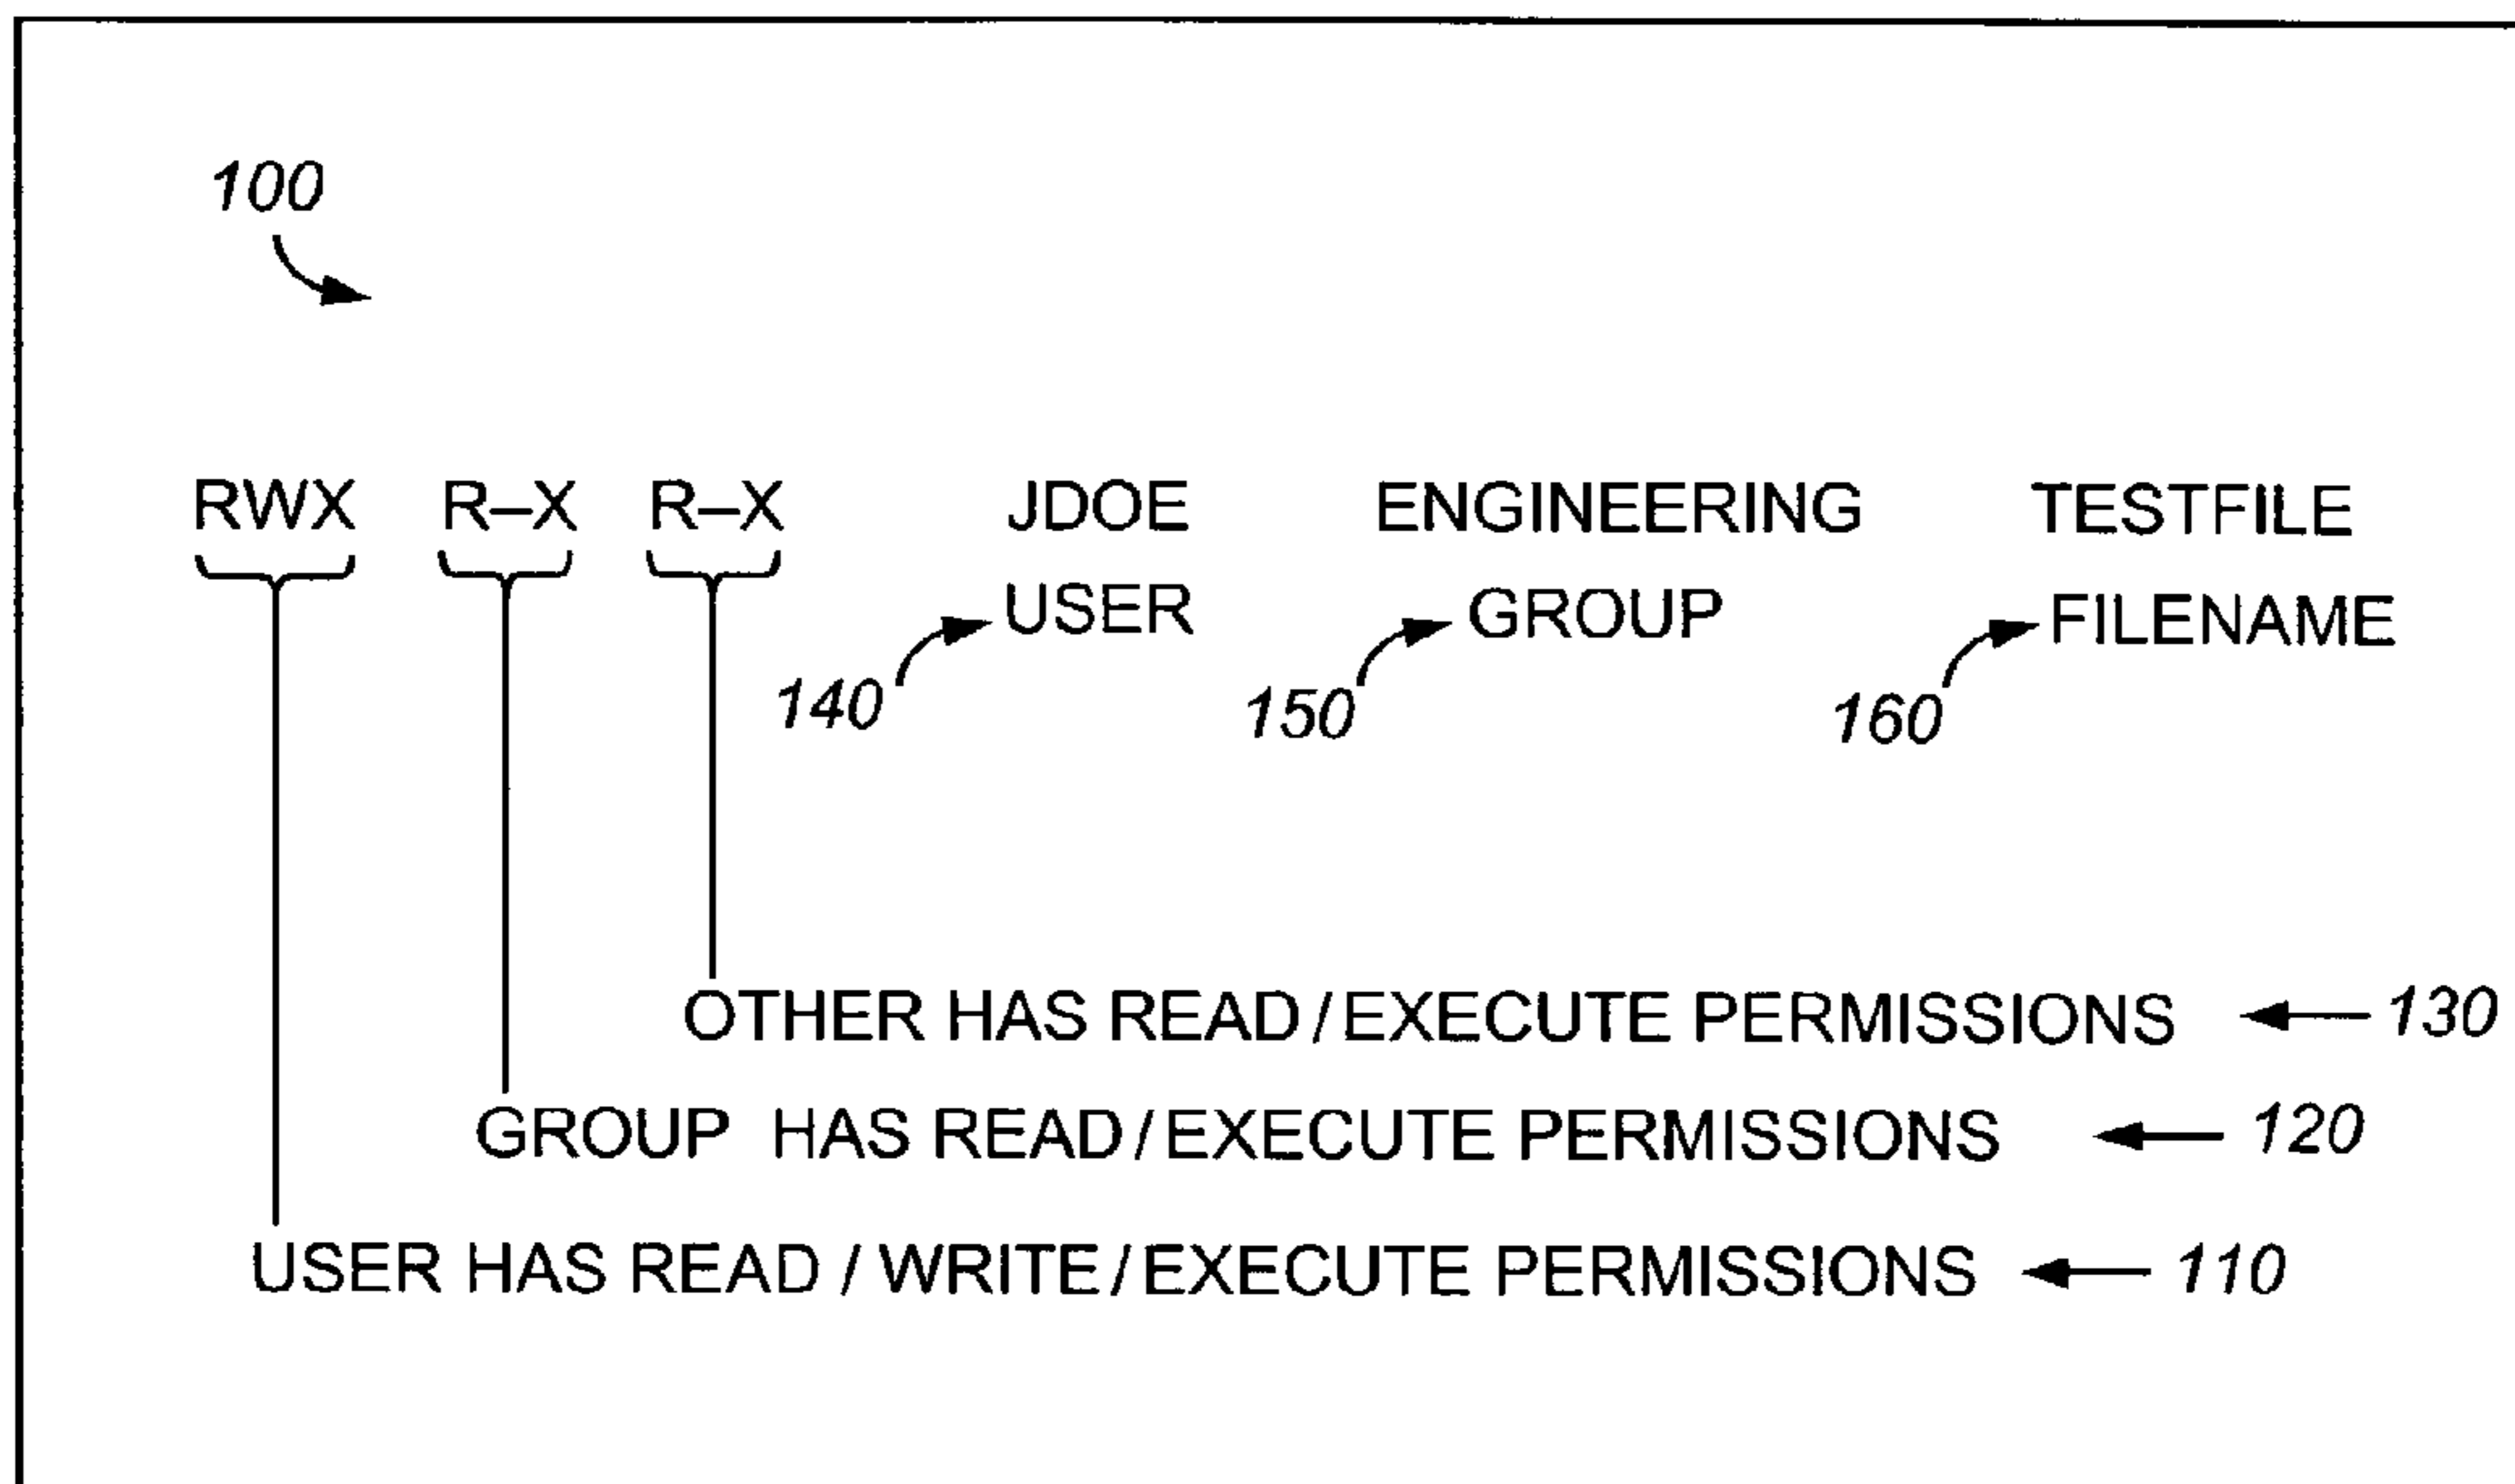 100
RWX R–X R–X JDOE ENGINEERING TESTFILE
USER GROUP FILENAME
140 150 160
OTHER HAS READ/EXECUTE PERMISSIONS 130
GROUP HAS READ/EXECUTE PERMISSIONS 120
USER HAS READ / WRITE/EXECUTE PERMISSIONS 110